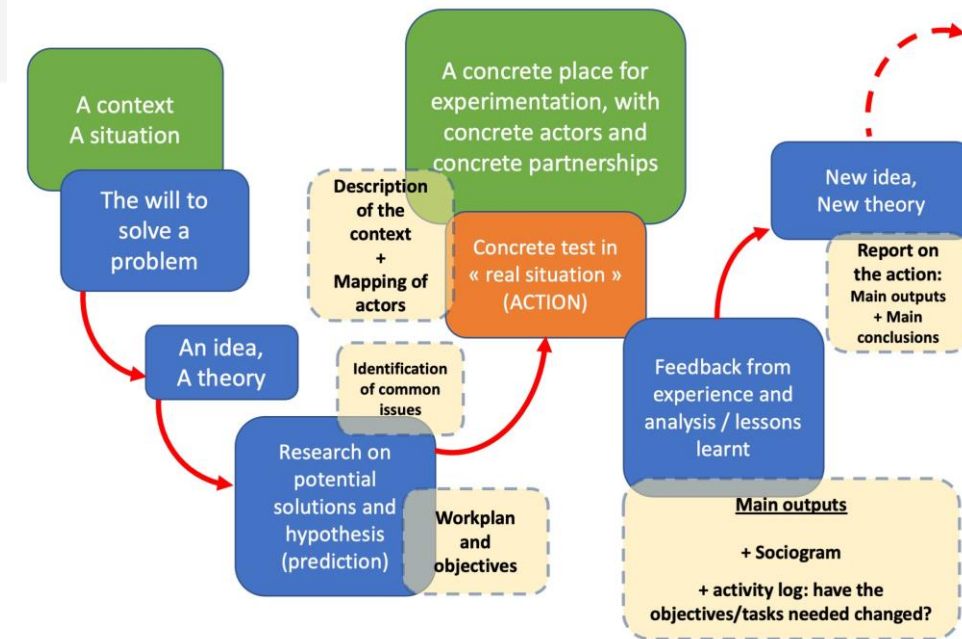 A context
A situation
The will to
solve a
problem
An idea,
A theory
Research on
potential
solutions and
hypothesis
(prediction)
Identification
of common
issues
Workplan
and
objectives
A concrete place for
experimentation, with
concrete actors and
concrete partnerships
Description
of the
context
+
Mapping of
actors
Concrete test in
« real situation »
(ACTION)
Feedback from
experience and
analysis / lessons
learnt
Main outputs
+ Sociogram
+ activity log: have the
objectives/tasks needed changed?
New idea,
New theory
Report on
the action:
Main outputs
+ Main
conclusions